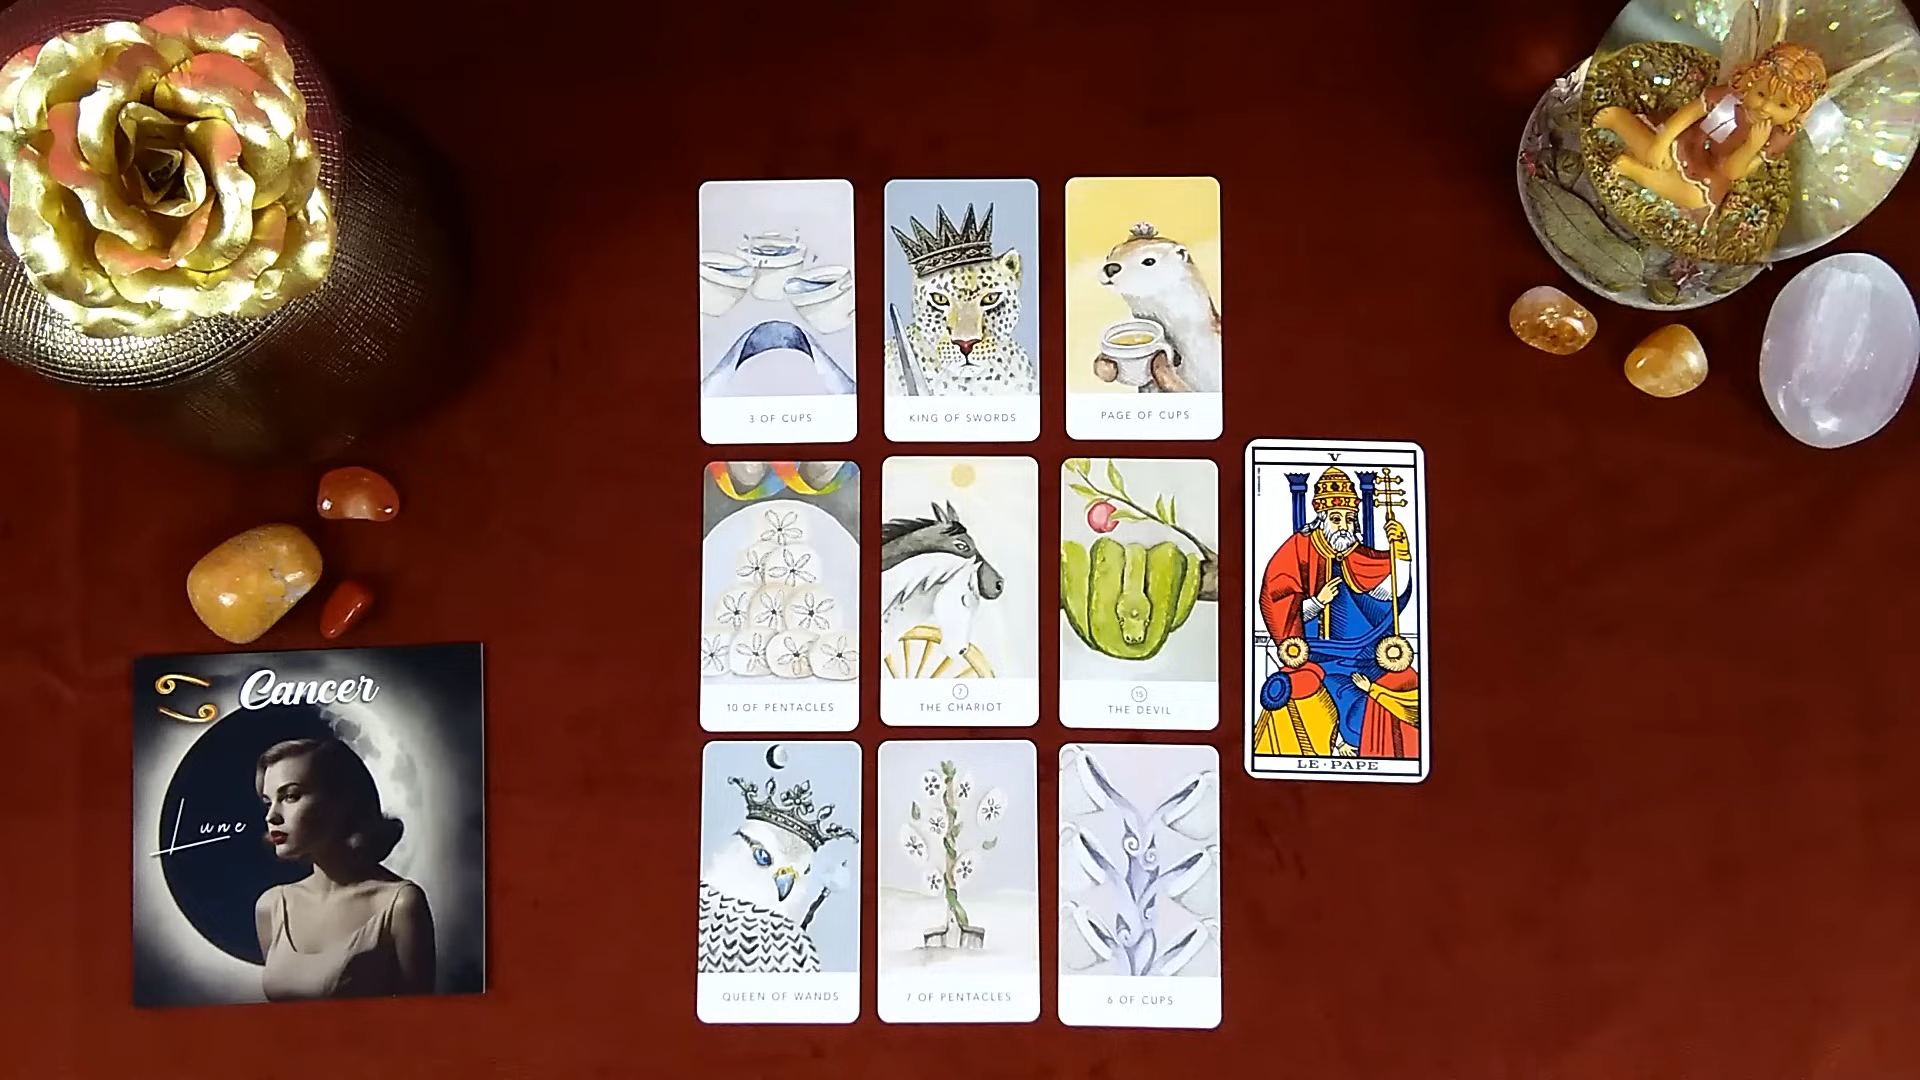 3 OF CUPS
KING OF SWORDS
PAGE OF CUPS
10 OF PENTACLES
7
THE CHARIOT
15
THE DEVIL
V
LE·PAPE
Cancer
Lune
QUEEN OF WANDS
7 OF PENTACLES
6 OF CUPS